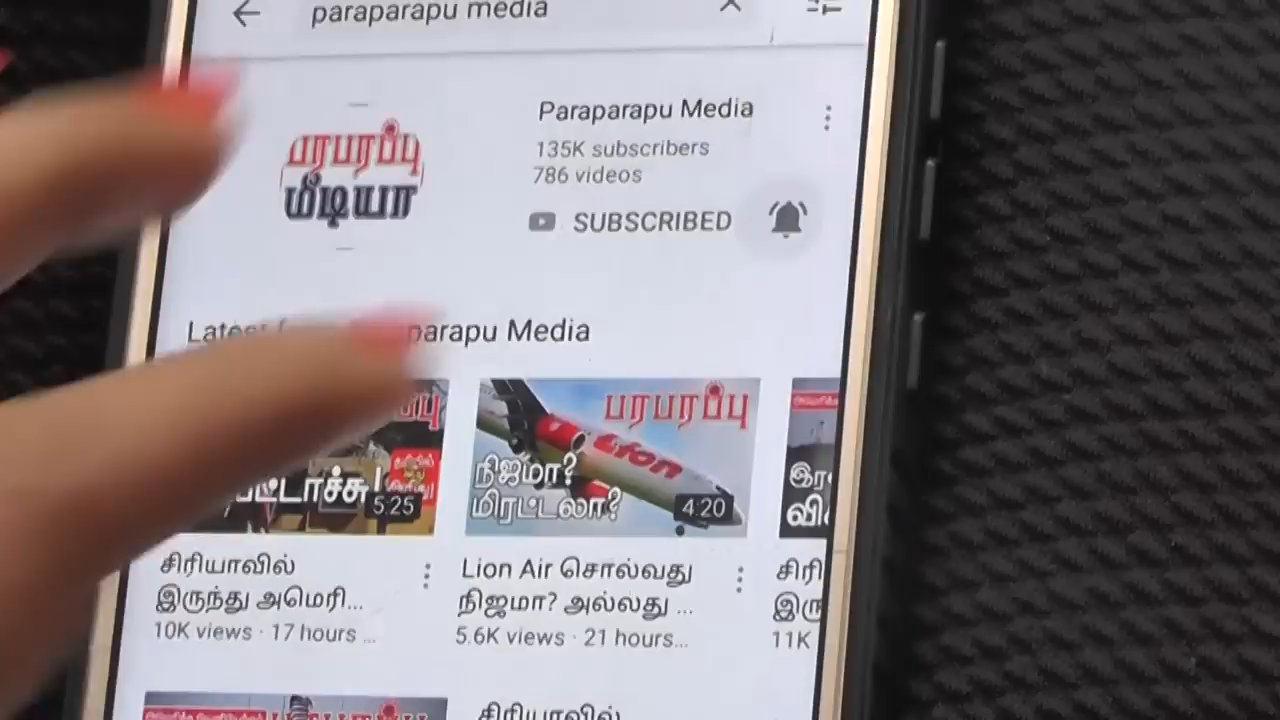 paraparapu media
பரபரப்பு
மீடியா
Paraparapu Media
135K subscribers
786 videos
SUBSCRIBED
Latest
parapu Media
5:25
பரபரப்பு
Lion
நிஜமா?
மிரட்டலா?
4:20
சிரியாவில்
இருந்து அமெரி...
10K views · 17 hours ...
Lion Air சொல்வது
நிஜமா? அல்லது ...
5.6K views · 21 hours...
11K
சிரியாவில்